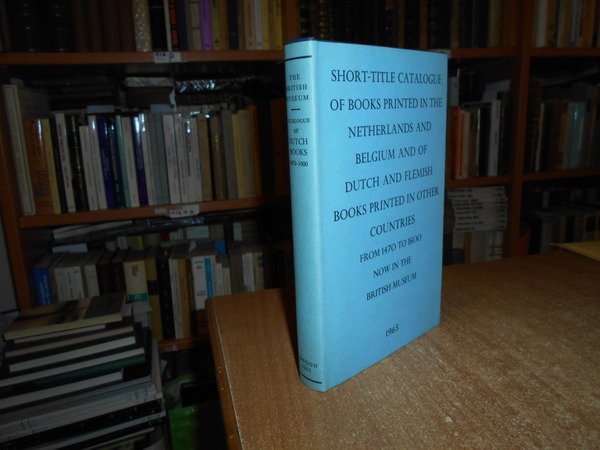 THE
BRITISH
MUSEUM
CATALOGUE
OF
DUTCH
BOOKS
1470-1600
LONDON
1965
SHORT-TITLE CATALOGUE
OF BOOKS PRINTED IN THE
NETHERLANDS AND
BELGIUM AND OF
DUTCH AND FLEMISH
BOOKS PRINTED IN OTHER
COUNTRIES
FROM 1470 TO 1600
NOW IN THE
BRITISH MUSEUM
1965